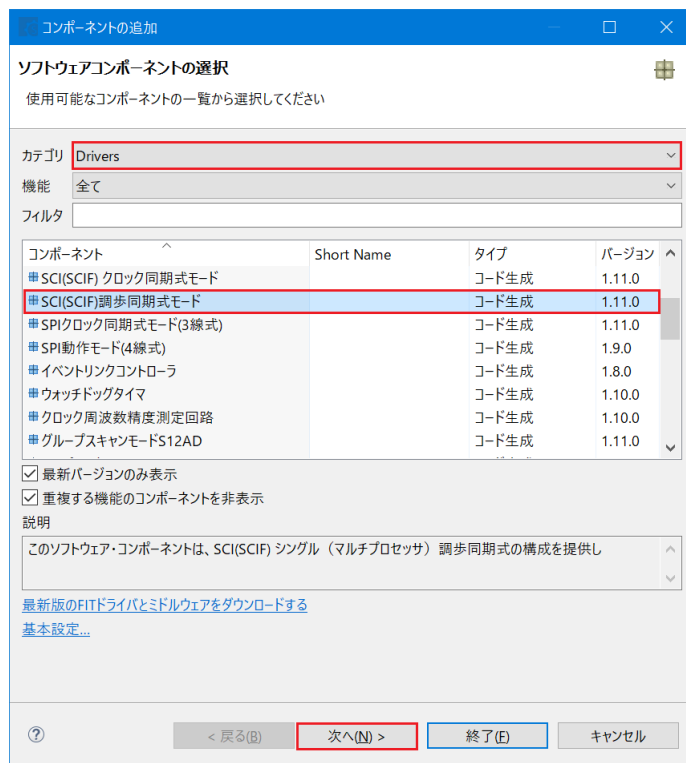 コンポーネントの追加
ソフトウェアコンポーネントの選択
使用可能なコンポーネントの一覧から選択してください
カテゴリ Drivers
機能 全て
フィルタ
コンポーネント Short Name タイプ バージョン
SCI(SCIF) クロック同期式モード コード生成 1.11.0
SCI(SCIF)調歩同期式モード コード生成 1.11.0
SPIクロック同期式モード(3線式) コード生成 1.11.0
SPI動作モード(4線式) コード生成 1.9.0
イベントリンクコントローラ コード生成 1.8.0
ウォッチドッグタイマ コード生成 1.10.0
クロック周波数精度測定回路 コード生成 1.10.0
グループスキャンモードS12AD コード生成 1.11.0
最新バージョンのみ表示
重複する機能のコンポーネントを非表示
説明
このソフトウェア・コンポーネントは、SCI(SCIF) シングル（マルチプロセッサ）調歩同期式の構成を提供し
最新版のFITドライバとミドルウェアをダウンロードする
基本設定...
? < 戻る(B) 次へ(N) > 終了(F) キャンセル